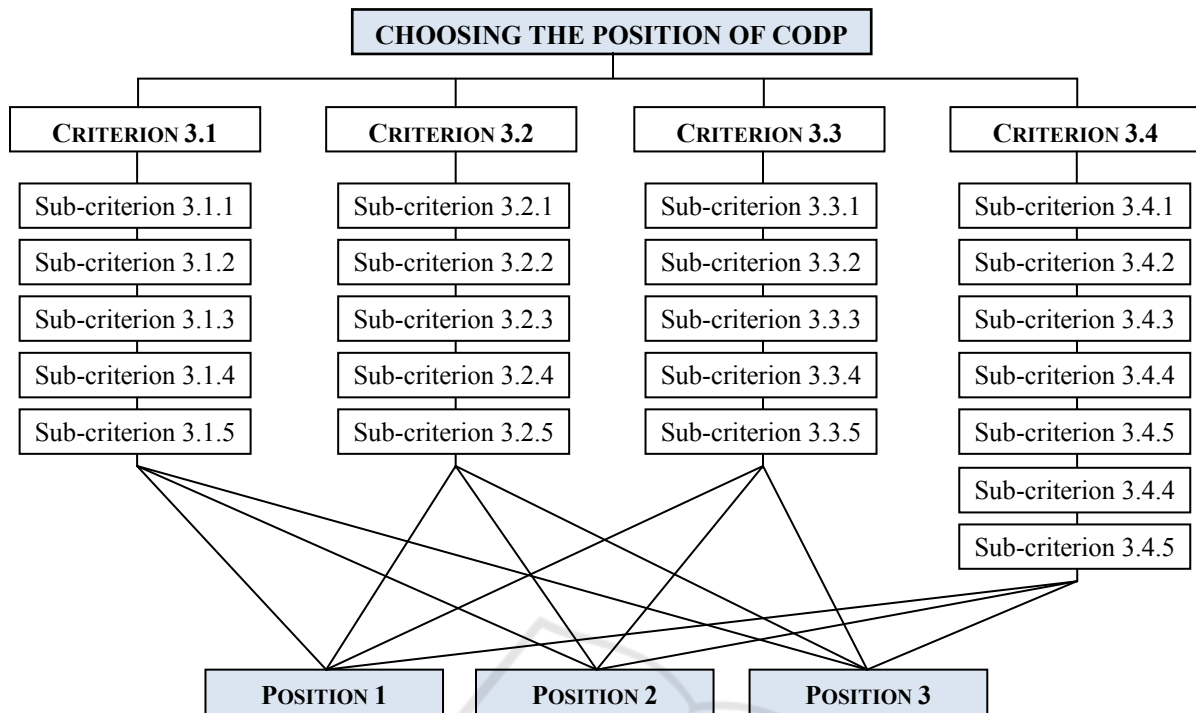 CHOOSING THE POSITION OF CODP
CRITERION 3.1
CRITERION 3.2
CRITERION 3.3
CRITERION 3.4
Sub-criterion 3.1.1
Sub-criterion 3.2.1
Sub-criterion 3.3.1
Sub-criterion 3.4.1
Sub-criterion 3.1.2
Sub-criterion 3.2.2
Sub-criterion 3.3.2
Sub-criterion 3.4.2
Sub-criterion 3.1.3
Sub-criterion 3.2.3
Sub-criterion 3.3.3
Sub-criterion 3.4.3
Sub-criterion 3.1.4
Sub-criterion 3.2.4
Sub-criterion 3.3.4
Sub-criterion 3.4.4
Sub-criterion 3.1.5
Sub-criterion 3.2.5
Sub-criterion 3.3.5
Sub-criterion 3.4.5
Sub-criterion 3.4.4
Sub-criterion 3.4.5
POSITION 1
POSITION 2
POSITION 3